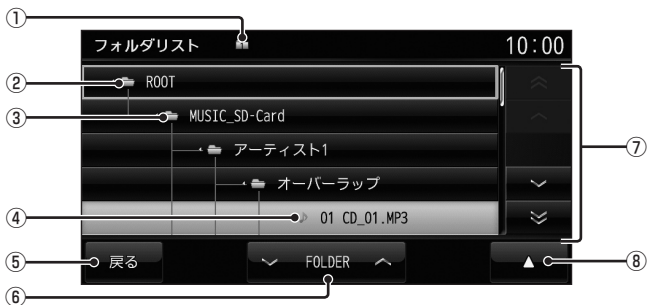 ①
フォルダリスト 10:00
② ROOT
③ MUSIC_SD-Card
アーティスト1
⑦
オーバーラップ
④ 01 CD_01.MP3
⑤ 戻る FOLDER ▲ ⑧
⑥